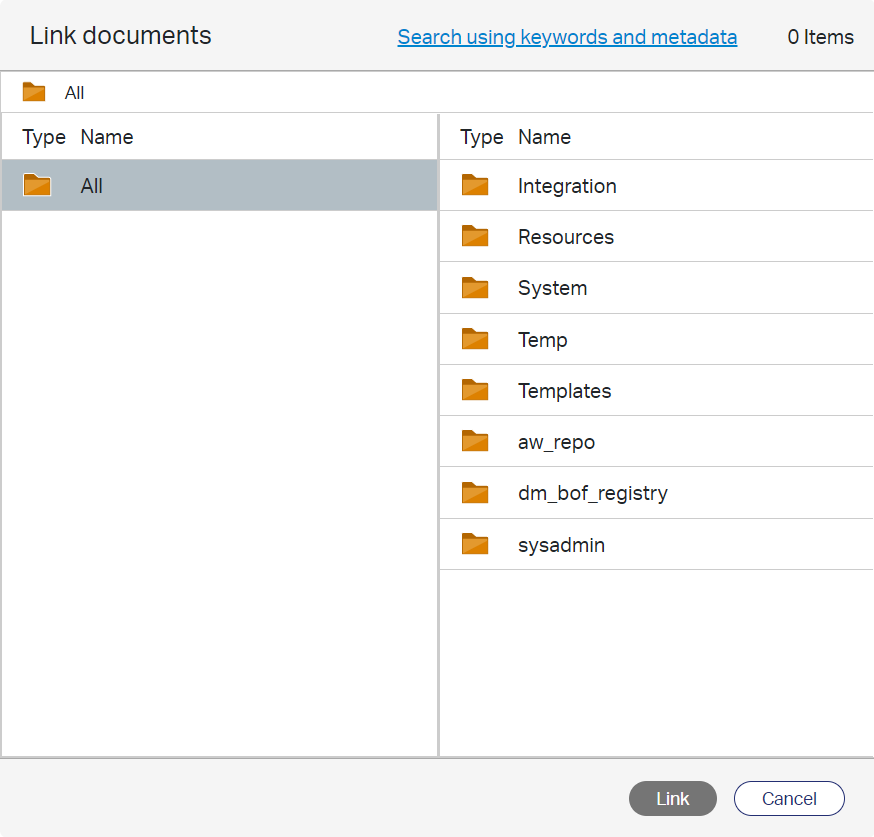 Link documents Search using keywords and metadata 0 Items
All
Type Name Type Name
All Integration
Resources
System
Temp
Templates
aw_repo
dm_bof_registry
sysadmin
Link Cancel